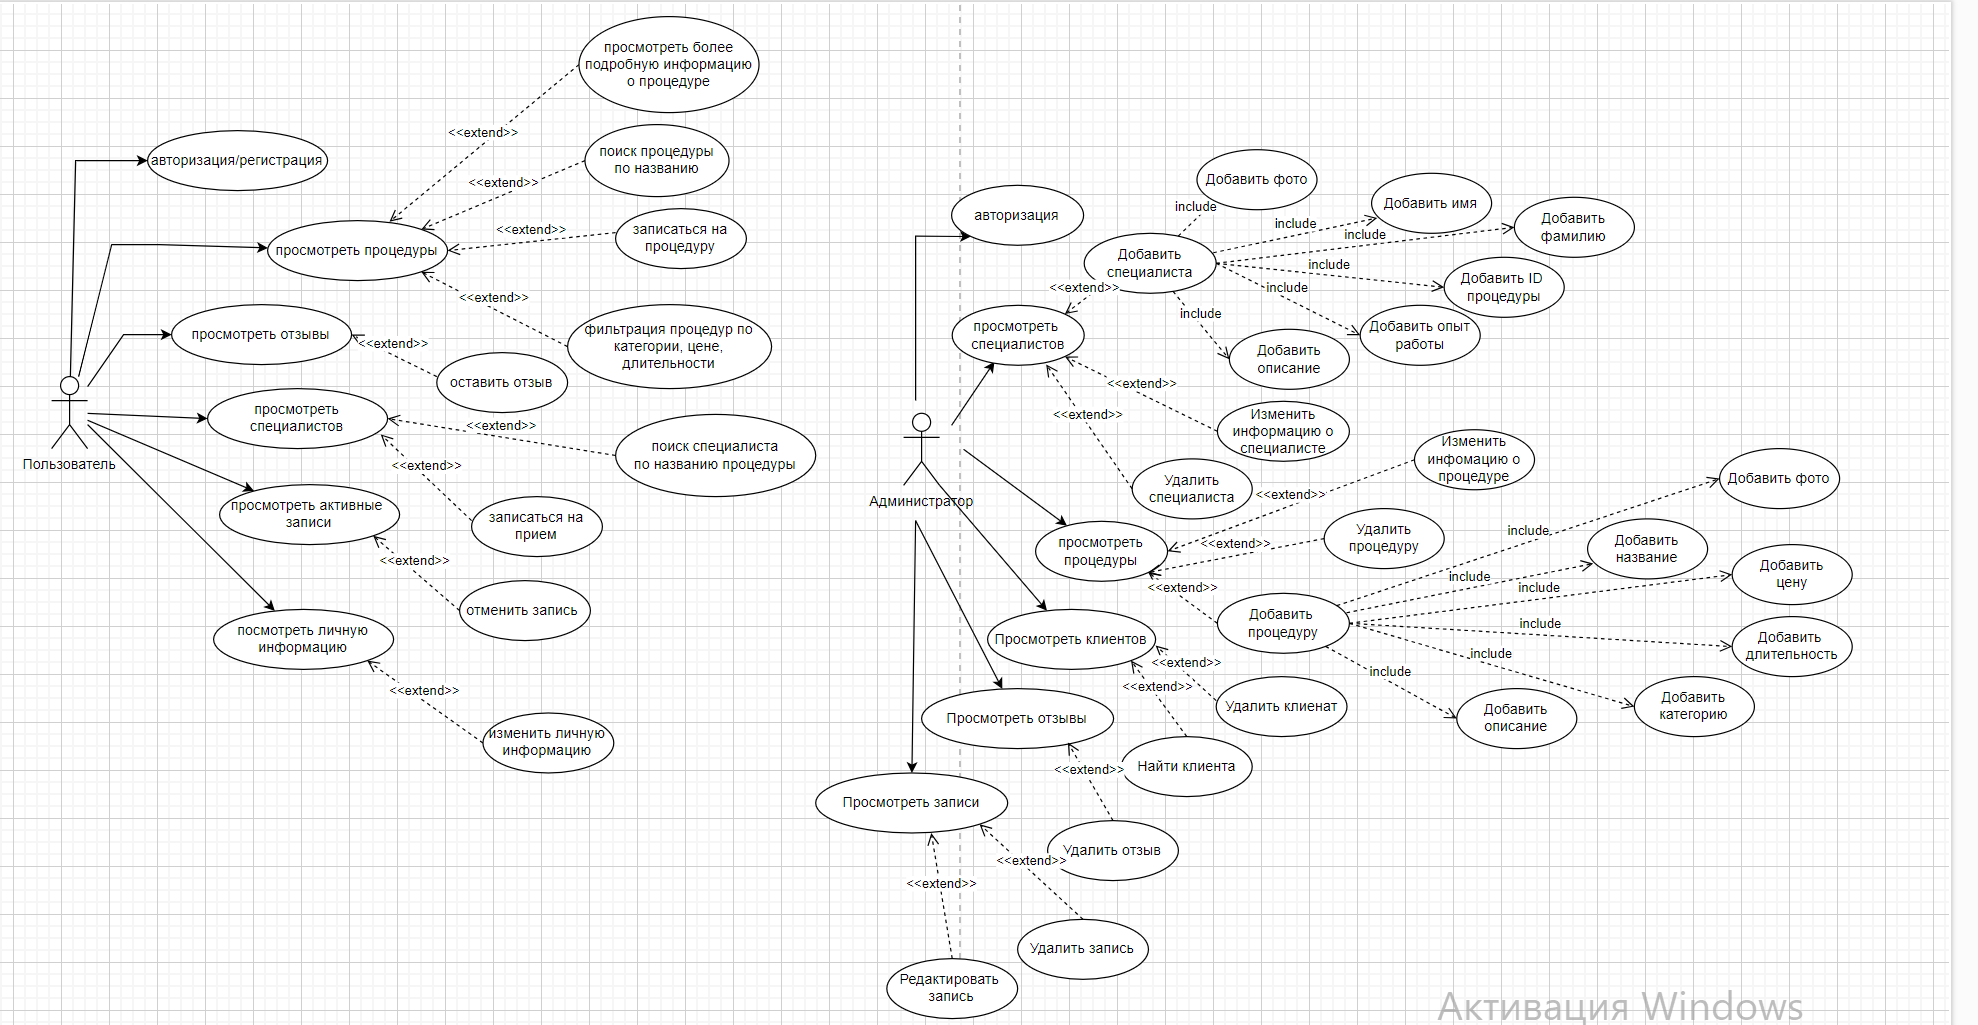 просмотреть более
подробную информацию
о процедуре
<<extend>>
поиск процедуры
по названию
<<extend>>
авторизация/регистрация
записаться на
процедуру
<<extend>>
просмотреть процедуры
<<extend>>
фильтрация процедур по
категории, цене,
длительности
просмотреть отзывы
<<extend>>
оставить отзыв
просмотреть
специалистов
<<extend>>
поиск специалиста
по названию процедуры
Пользователь
<<extend>>
просмотреть активные
записи
записаться на
прием
<<extend>>
отменить запись
посмотреть личную
информацию
<<extend>>
изменить личную
информацию
авторизация
Добавить фото
include
Добавить имя
include
Добавить
фамилию
include
Добавить
специалиста
include
Добавить ID
процедуры
include
<<extend>>
include
Добавить опыт
работы
просмотреть
специалистов
Добавить
описание
<<extend>>
<<extend>>
Изменить
информацию о
специалисте
Удалить
специалиста
Администратор
Изменить
инфомацию о
процедуре
<<extend>>
Удалить
процедуру
<<extend>>
просмотреть
процедуры
<<extend>>
Добавить фото
include
Добавить
название
include
Добавить
цену
include
Добавить
процедуру
include
Добавить
длительность
include
include
Добавить
категорию
Добавить
описание
Просмотреть клиентов
<<extend>>
<<extend>>
Удалить клиенат
Найти клиента
Просмотреть отзывы
<<extend>>
Удалить отзыв
Просмотреть записи
<<extend>>
<<extend>>
Удалить запись
Редактировать
запись
Активация Windows